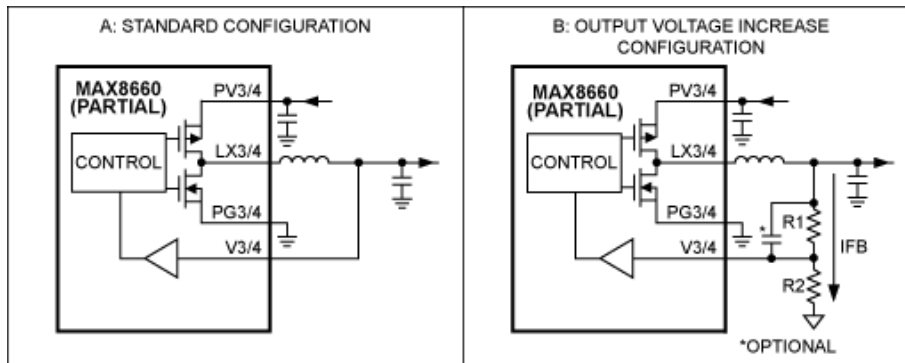 A: STANDARD CONFIGURATION
MAX8660
(PARTIAL)
PV3/4
CONTROL
LX3/4
PG3/4
V3/4
B: OUTPUT VOLTAGE INCREASE
CONFIGURATION
MAX8660
(PARTIAL)
PV3/4
CONTROL
LX3/4
PG3/4
*
R1
V3/4
IFB
R2
*OPTIONAL